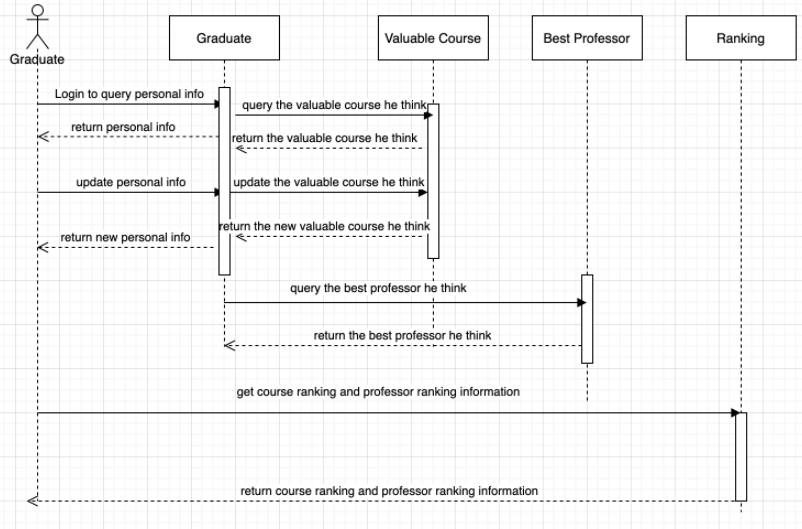 Graduate
Graduate
Valuable Course
Best Professor
Ranking
Login to query personal info
query the valuable course he think
return personal info
return the valuable course he think
update personal info
update the valuable course he think
return the new valuable course he think
return new personal info
query the best professor he think
return the best professor he think
get course ranking and professor ranking information
return course ranking and professor ranking information